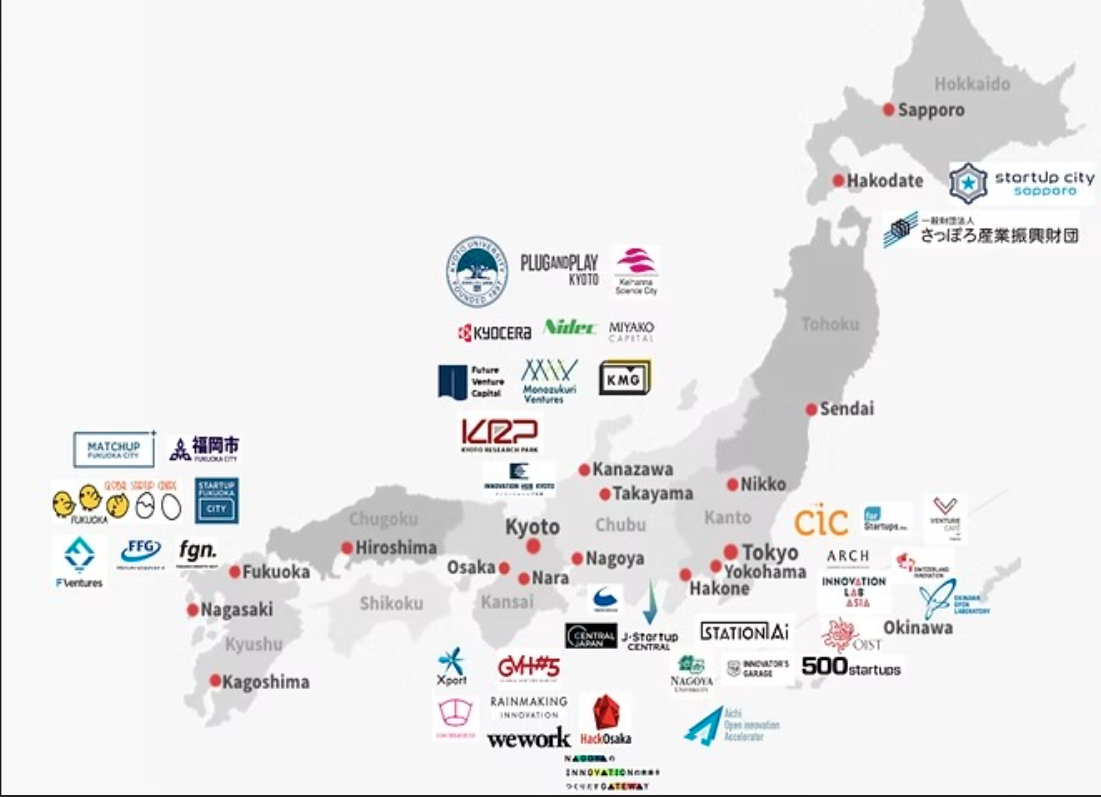 Hokkaido
Sapporo
Hakodate
startup city
sapporo
一般財団法人
さっぽろ産業振興財団
KYOTO UNIVERSITY
FOUNDED 1897
PLUGANDPLAY
KYOTO
Keihanna
Science City
Tohoku
KYOCERA
Nidec
MIYAKO
CAPITAL
Future
Venture
Capital
Monozukuri
Ventures
KMG
Sendai
KRP
KYOTO RESEARCH PARK
MATCHUP
FUKUOKA CITY
福岡市
FUKUOKA CITY
INNOVATION HUB KYOTO
Kanazawa
Takayama
Nikko
GLOBAL STARTUP CENTER
FUKUOKA
STARTUP
FUKUOKA
CITY
Chugoku
Kyoto
Chubu
Kanto
cic
for
Startups, Inc.
VENTURE
CAFE
FFG
fgn.
F Ventures
Hiroshima
Fukuoka
Osaka
Nara
Nagoya
Tokyo
Yokohama
Hakone
ARCH
SWITZERLAND
INNOVATION
INNOVATION
LAB
ASIA
OKINAWA
OPEN
LABORATORY
Nagasaki
Shikoku
Kansai
Okinawa
Kyushu
CENTRAL
JAPAN
J-Startup
CENTRAL
STATION Ai
OIST
Kagoshima
Xport
GVH#5
NAGOYA
UNIVERSITY
INNOVATOR'S
GARAGE
500startups
RAINMAKING
INNOVATION
wework
HackOsaka
Aichi
Open innovation
Accelerator
NAGOYAの
INNOVATIONの未来を
つくりだすGATEWAY